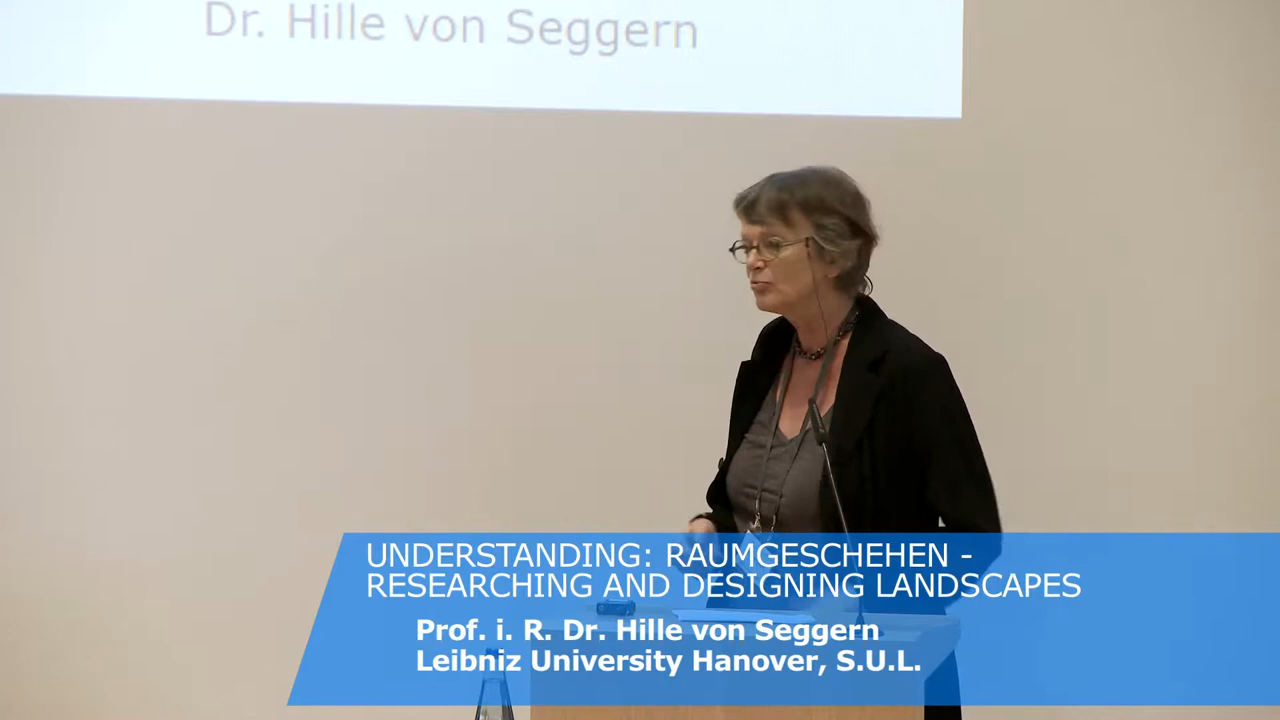 Dr. Hille von Seggern
UNDERSTANDING: RAUMGESCHEHEN -
RESEARCHING AND DESIGNING LANDSCAPES
Prof. i. R. Dr. Hille von Seggern
Leibniz University Hanover, S.U.L.